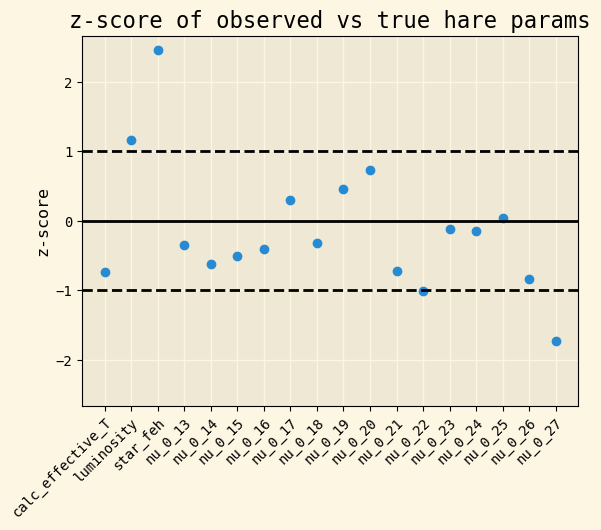 z-score of observed vs true hare params
z-score
2
1
0
−1
−2
calc_effective_T
luminosity
star_feh
nu_0_13
nu_0_14
nu_0_15
nu_0_16
nu_0_17
nu_0_18
nu_0_19
nu_0_20
nu_0_21
nu_0_22
nu_0_23
nu_0_24
nu_0_25
nu_0_26
nu_0_27